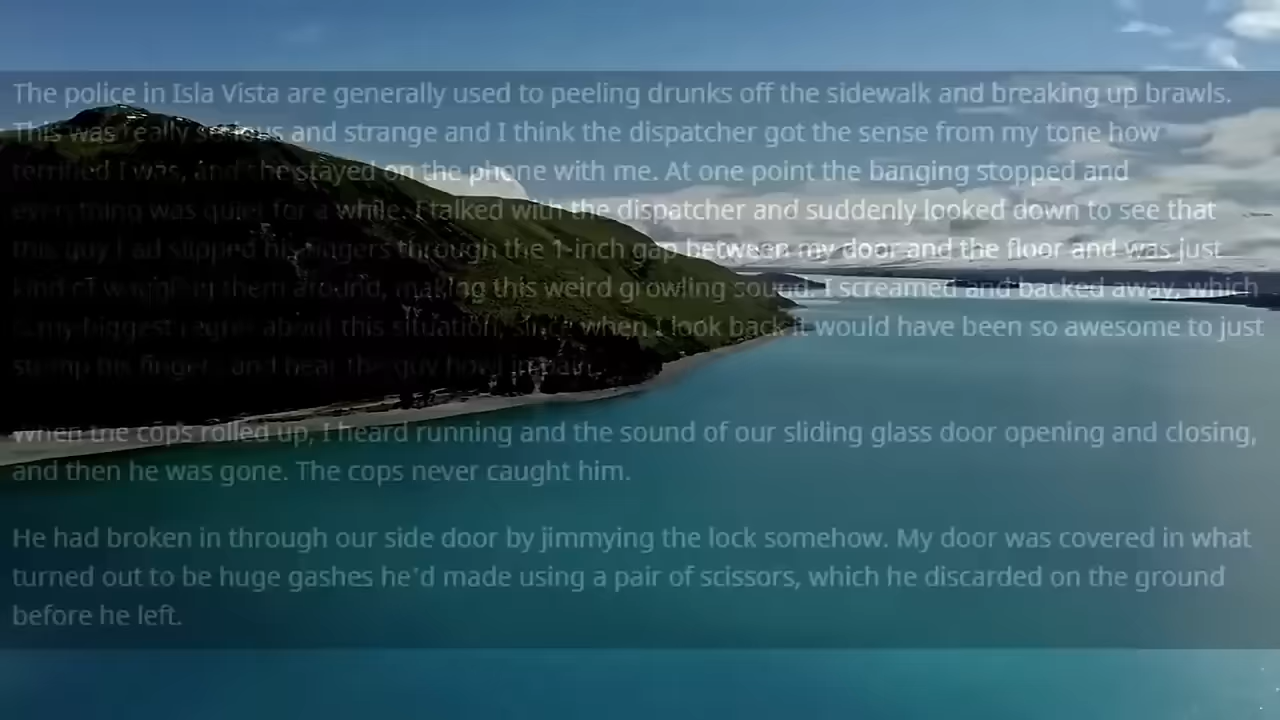 The police in Isla Vista are generally used to peeling drunks off the sidewalk and breaking up brawls.
This was really serious and strange and I think the dispatcher got the sense from my tone how
terrified I was, and she stayed on the phone with me. At one point the banging stopped and
everything was quiet for a while. I talked with the dispatcher and suddenly looked down to see that
this guy had slipped his fingers through the 1-inch gap between my door and the floor and was just
kind of waggling them around, making this weird growling sound. I screamed and backed away, which
is my biggest regret about this situation, since when I look back it would have been so awesome to just
stomp his fingers and hear the guy howl in pain.
When the cops rolled up, I heard running and the sound of our sliding glass door opening and closing,
and then he was gone. The cops never caught him.
He had broken in through our side door by jimmying the lock somehow. My door was covered in what
turned out to be huge gashes he'd made using a pair of scissors, which he discarded on the ground
before he left.